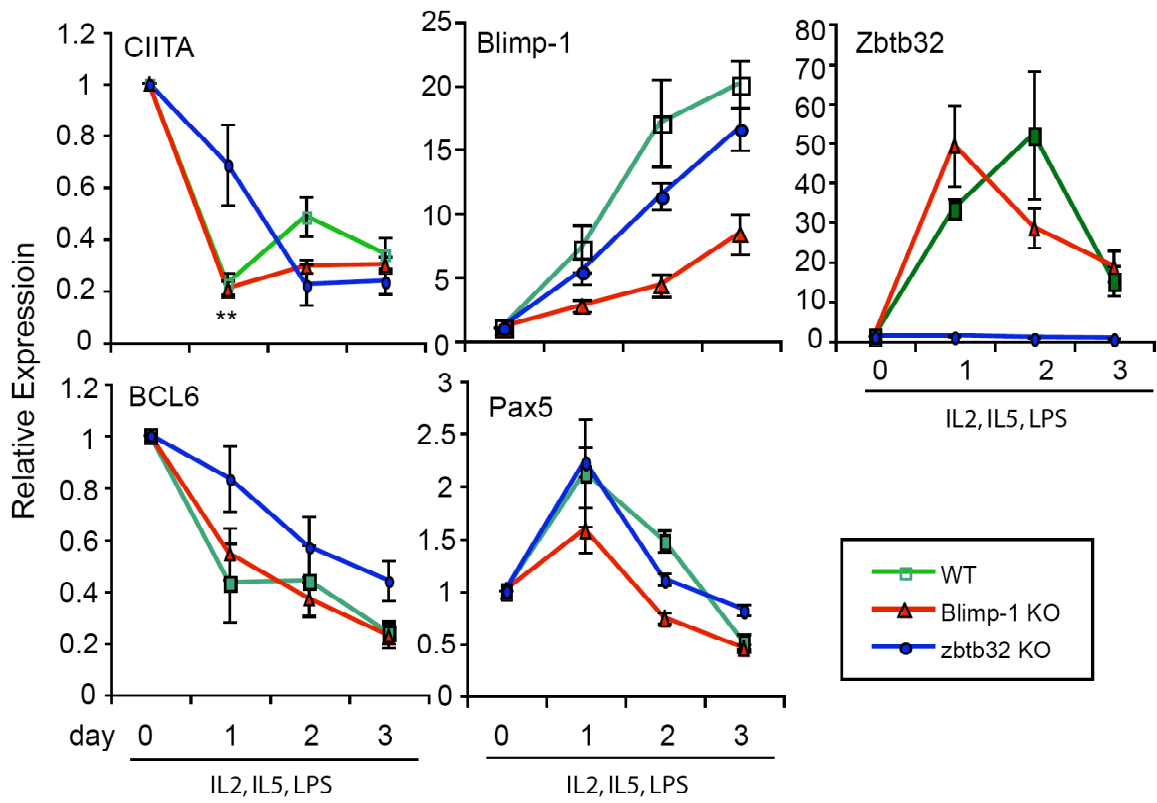 Relative Expressioin
CIITA
1.2
1
0.8
0.6
0.4
0.2
0
**
Blimp-1
25
20
15
10
5
0
Zbtb32
80
70
60
50
40
30
20
10
0
0 1 2 3
IL2, IL5, LPS
BCL6
1.2
1
0.8
0.6
0.4
0.2
0
day 0 1 2 3
IL2, IL5, LPS
Pax5
3
2.5
2
1.5
1
0.5
0
0 1 2 3
IL2, IL5, LPS
WT
Blimp-1 KO
zbtb32 KO